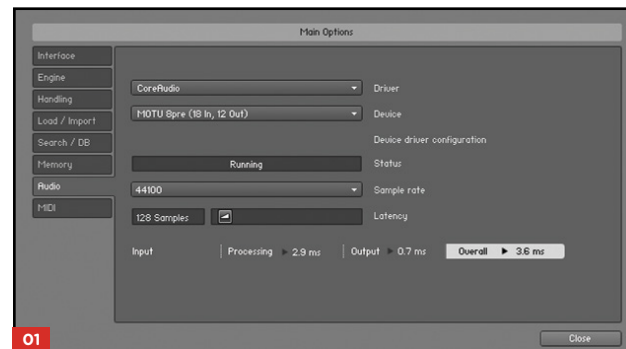 Main Options
Interface
Engine
Handling
Load / Import
Search / DB
Memory
Audio
MIDI
CoreAudio Driver
MOTU 8pre (18 In, 12 Out) Device
Device driver configuration
Running Status
44100 Sample rate
128 Samples Latency
Input Processing 2.9 ms Output 0.7 ms Overall 3.6 ms
01 Close